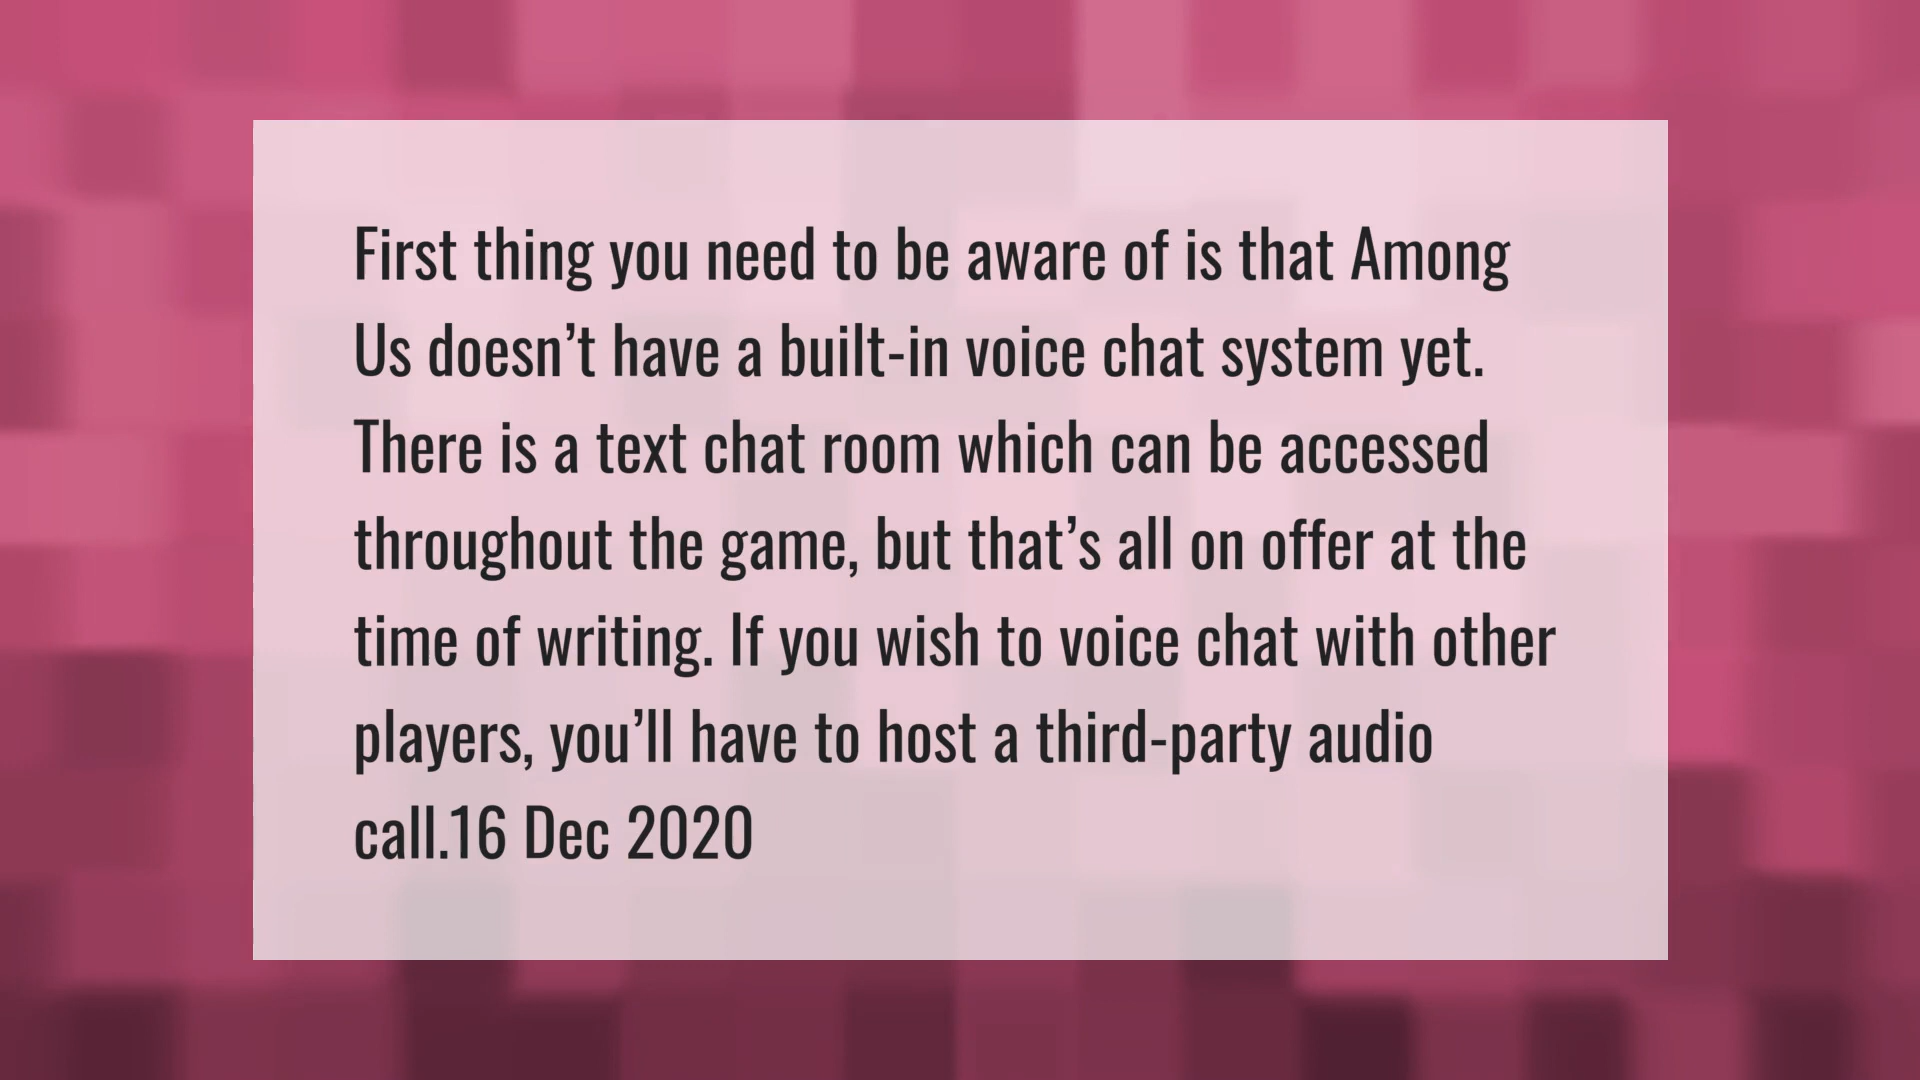 First thing you need to be aware of is that Among
Us doesn’t have a built-in voice chat system yet.
There is a text chat room which can be accessed
throughout the game, but that’s all on offer at the
time of writing. If you wish to voice chat with other
players, you’ll have to host a third-party audio
call.16 Dec 2020